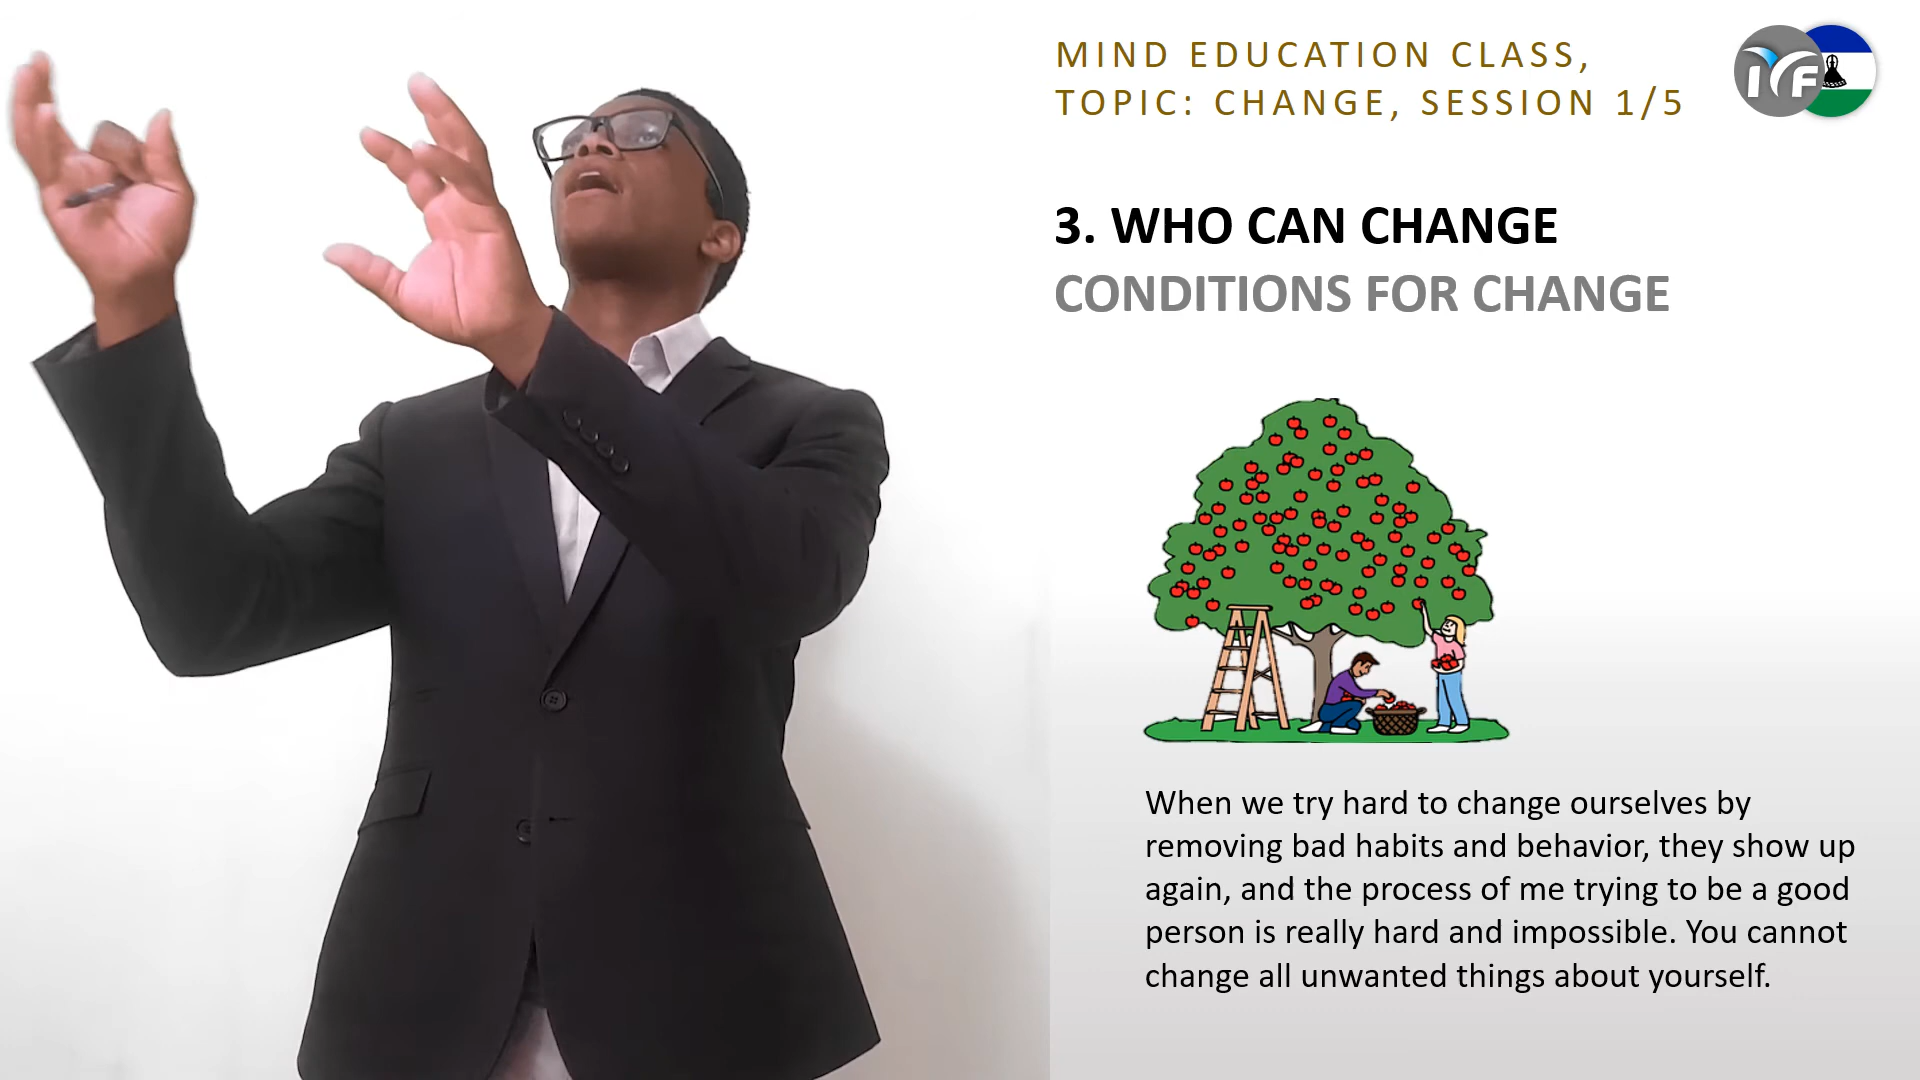 MIND EDUCATION CLASS,
TOPIC: CHANGE, SESSION 1/5
IYF
3. WHO CAN CHANGE
CONDITIONS FOR CHANGE
When we try hard to change ourselves by
removing bad habits and behavior, they show up
again, and the process of me trying to be a good
person is really hard and impossible. You cannot
change all unwanted things about yourself.